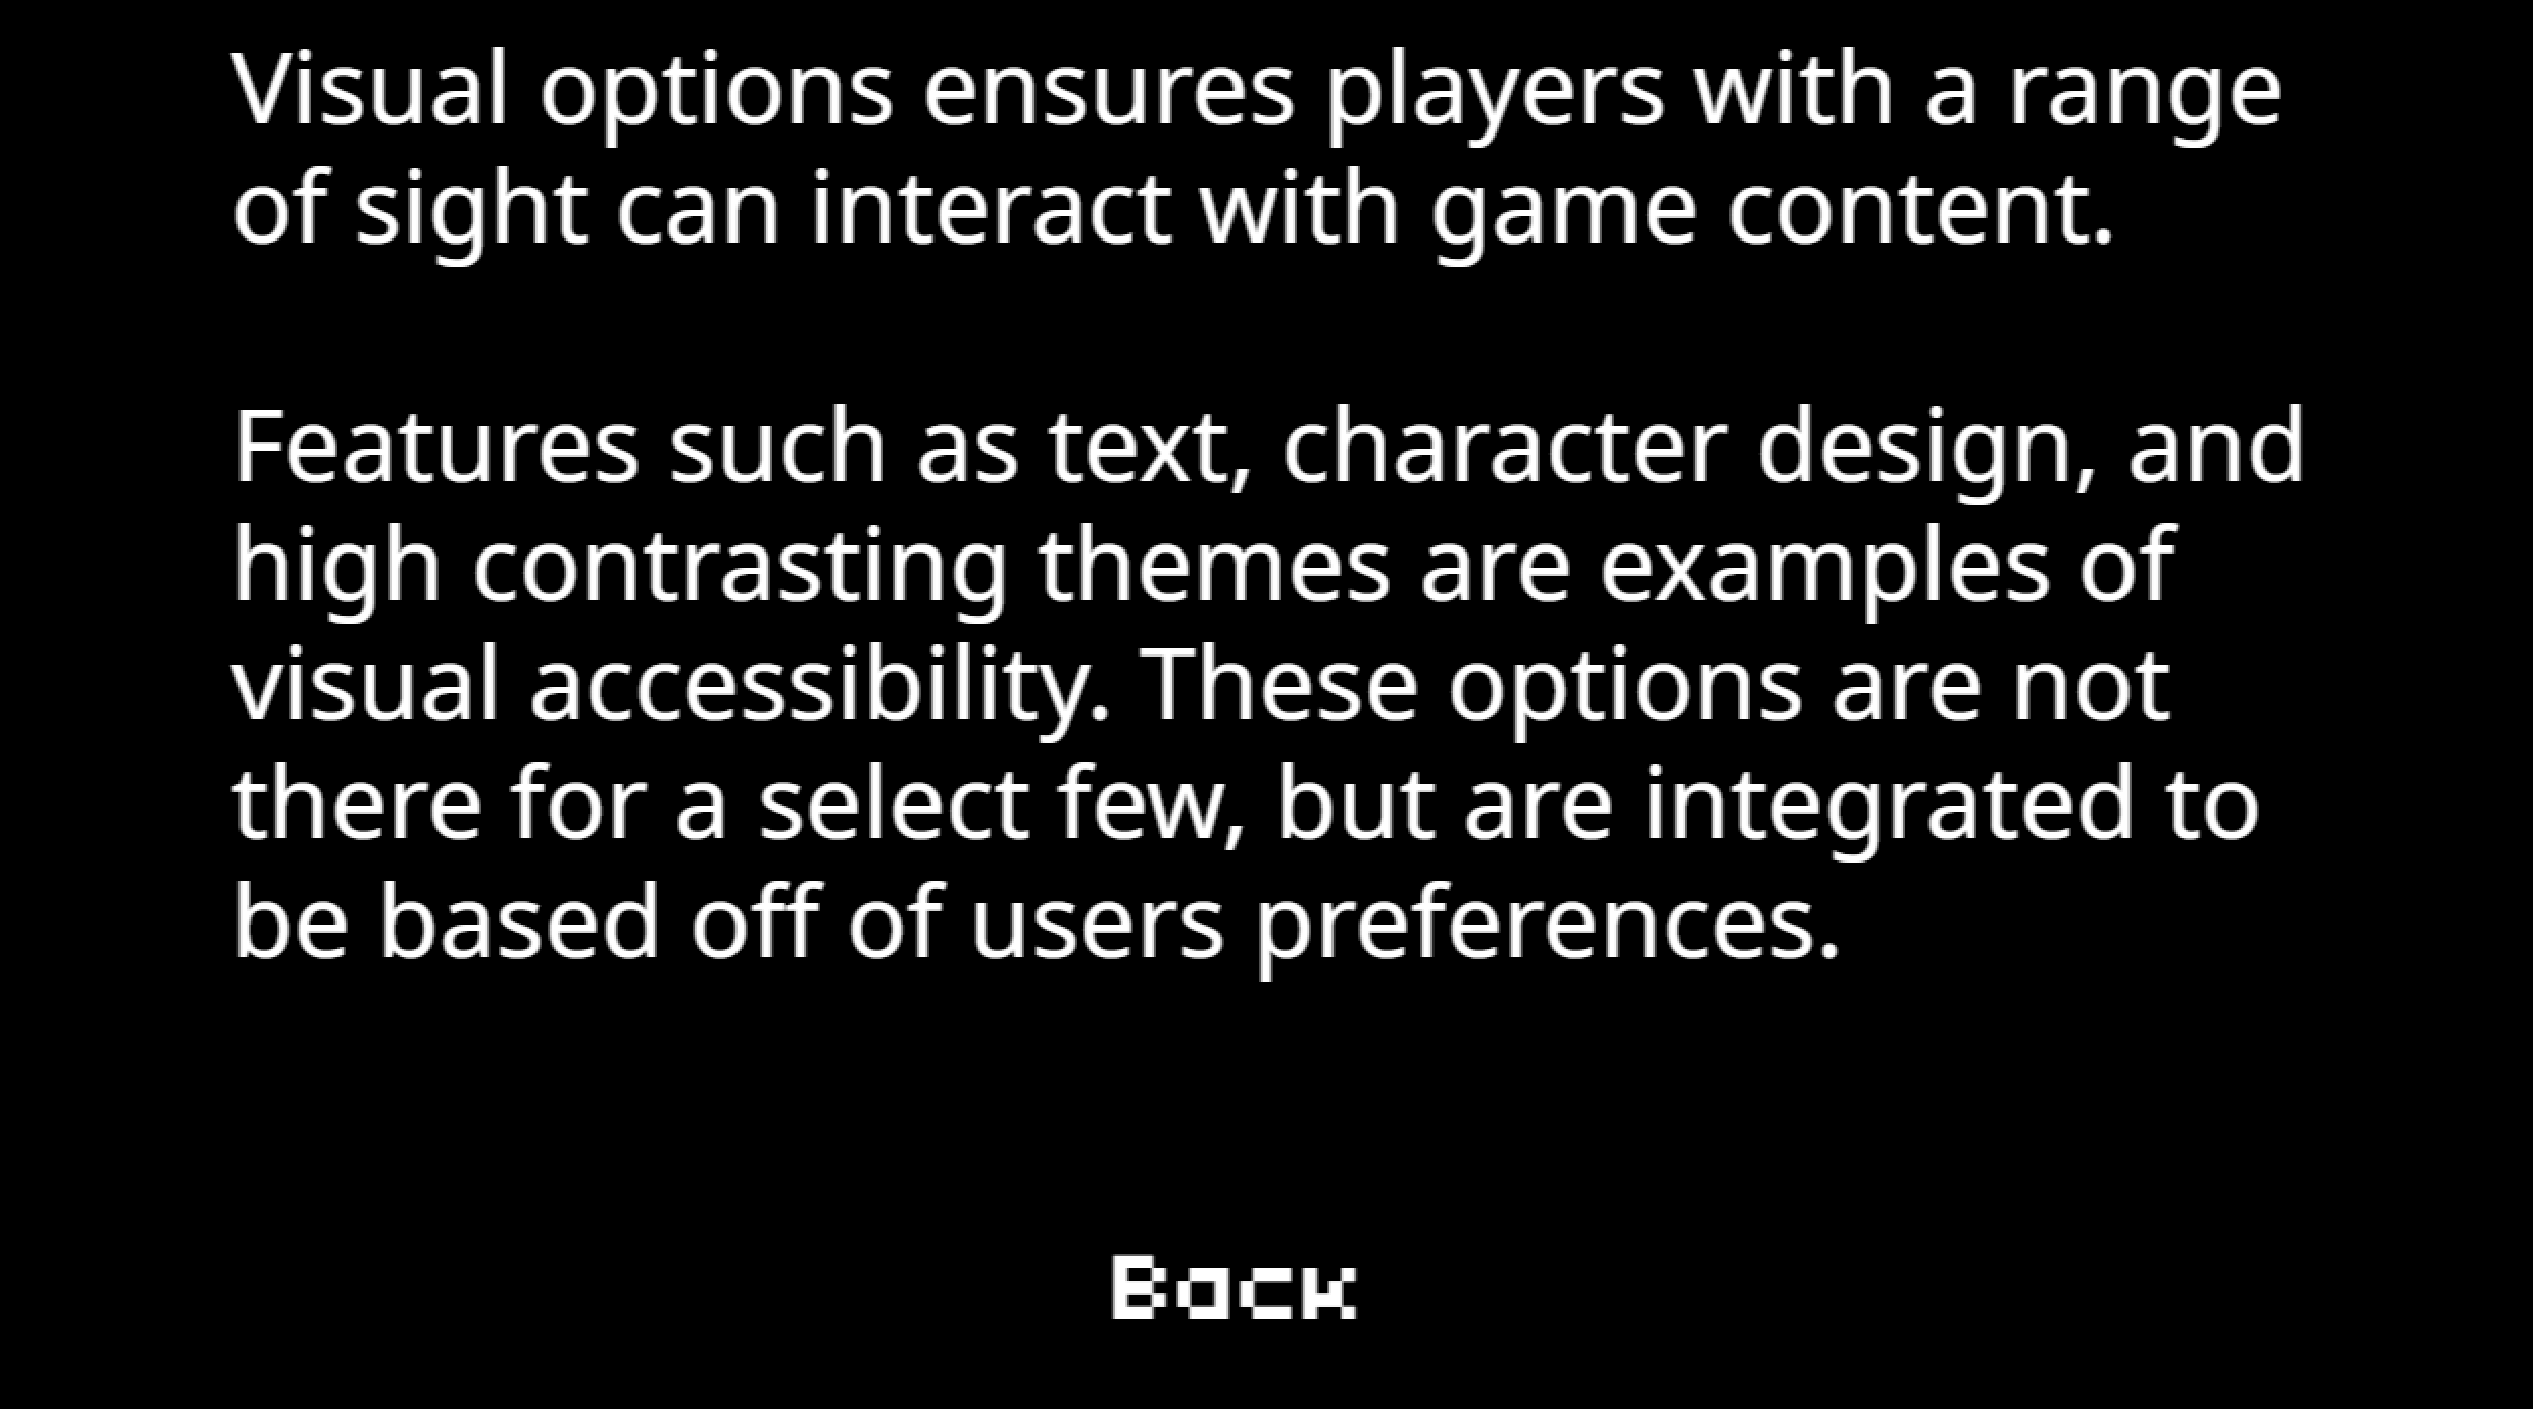 Visual options ensures players with a range
of sight can interact with game content.
Features such as text, character design, and
high contrasting themes are examples of
visual accessibility. These options are not
there for a select few, but are integrated to
be based off of users preferences.
Back